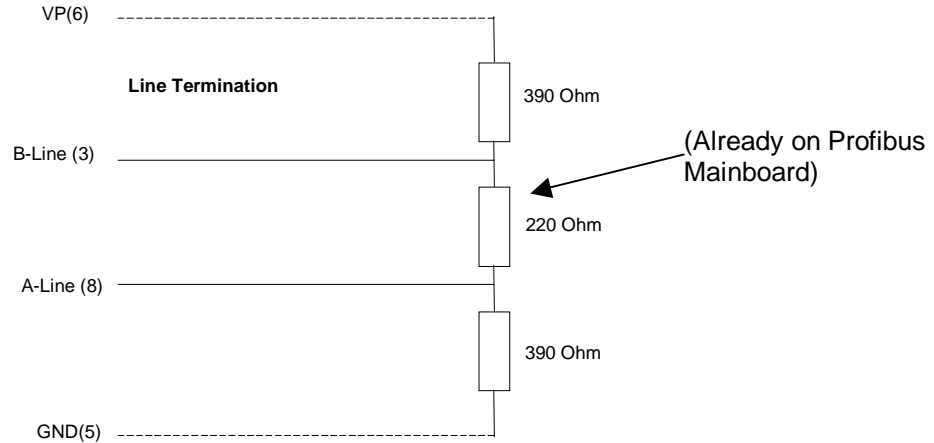 VP(6)
Line Termination
390 Ohm
B-Line (3)
(Already on Profibus
Mainboard)
220 Ohm
A-Line (8)
390 Ohm
GND(5)